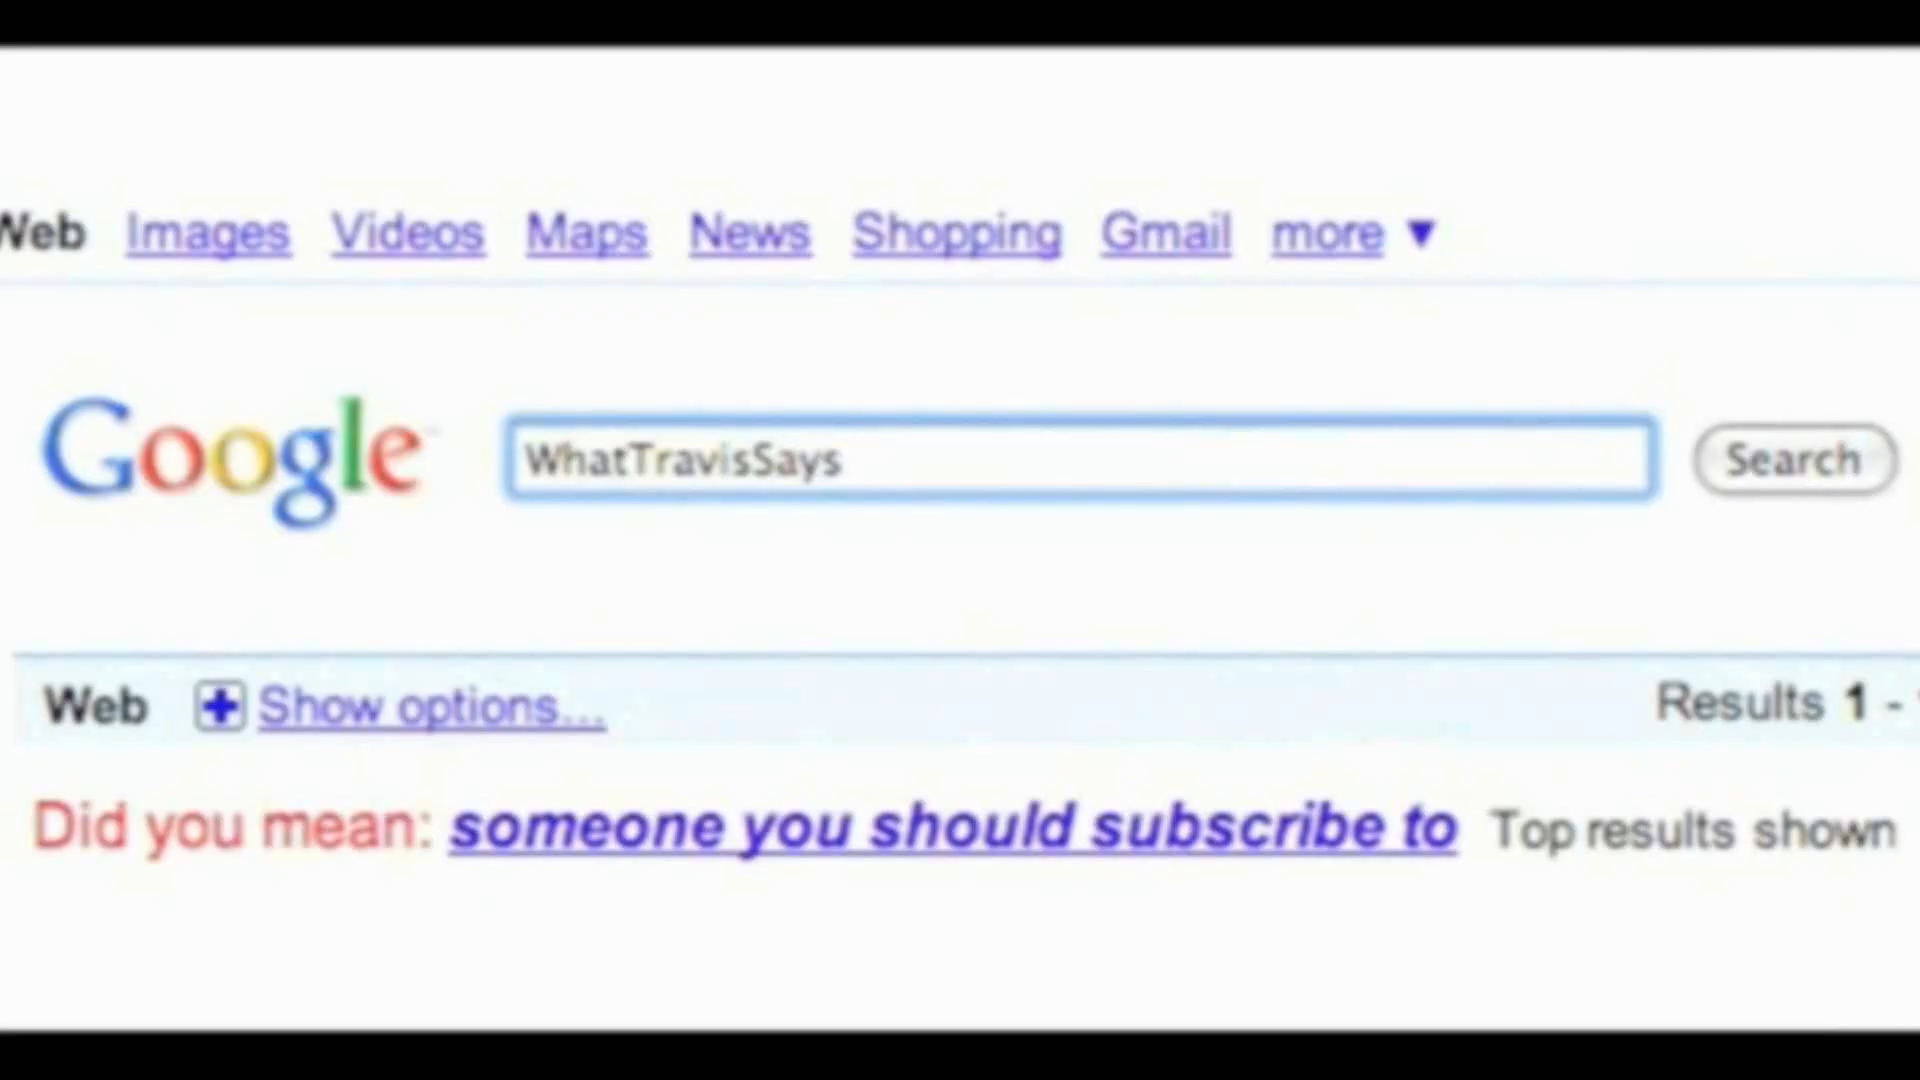 Web Images Videos Maps News Shopping Gmail more ▼
Google WhatTravisSays Search
Web Show options... Results 1 -
Did you mean: someone you should subscribe to Top results shown